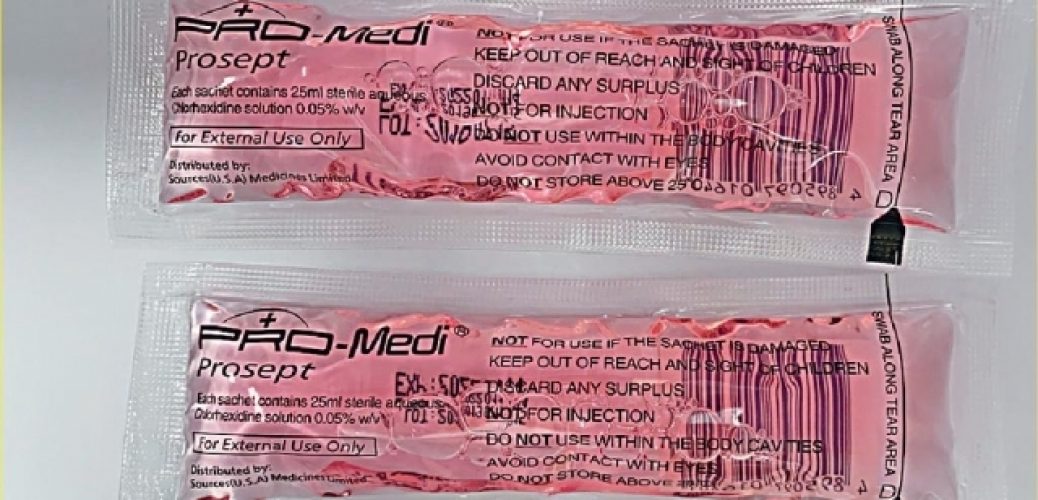 PRO-Medi®
Prosept
Each sachet contains 25ml sterile aqueous
Chlorhexidine solution 0.05% w/v
For External Use Only
Distributed by:
Sources(U.S.A) Medicines Limited
NOT FOR USE IF THE SACHET IS DAMAGED
KEEP OUT OF REACH AND SIGHT OF CHILDREN
DISCARD ANY SURPLUS
NOT FOR INJECTION
DO NOT USE WITHIN THE BODY CAVITIES
AVOID CONTACT WITH EYES
DO NOT STORE ABOVE 25
SWAB ALONG TEAR AREA
PRO-Medi®
Prosept
Each sachet contains 25ml sterile aqueous
Chlorhexidine solution 0.05% w/v
For External Use Only
Distributed by:
Sources(U.S.A) Medicines Limited
NOT FOR USE IF THE SACHET IS DAMAGED
KEEP OUT OF REACH AND SIGHT OF CHILDREN
DISCARD ANY SURPLUS
NOT FOR INJECTION
DO NOT USE WITHIN THE BODY CAVITIES
AVOID CONTACT WITH EYES
DO NOT STORE ABOVE
SWAB ALONG TEAR AREA